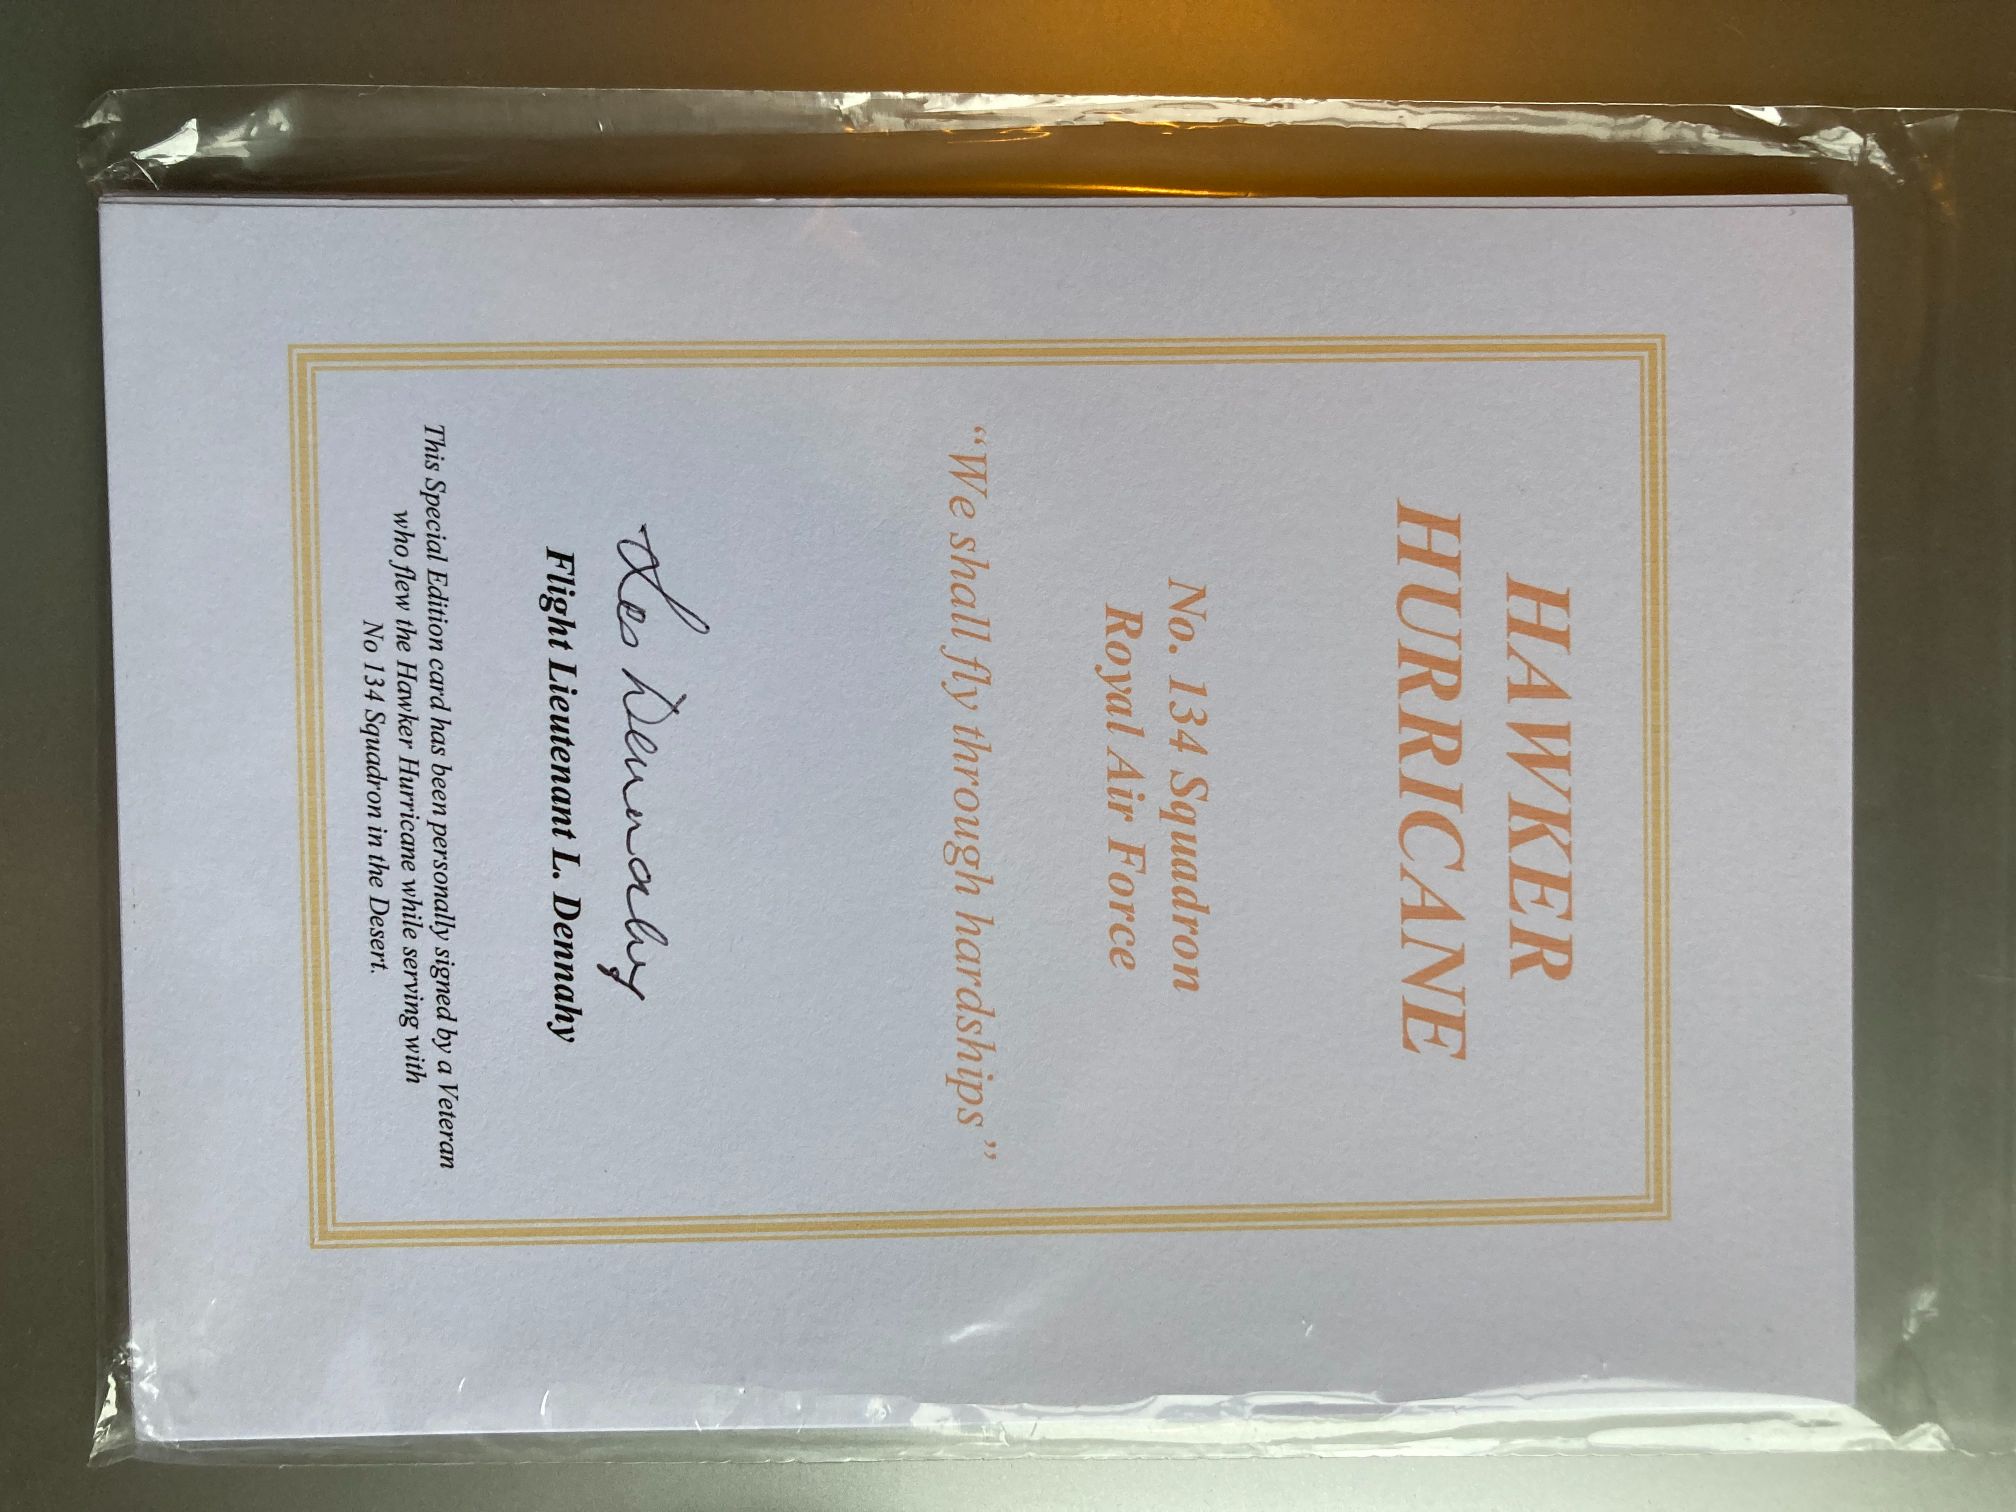 HAWKER
HURRICANE
No. 134 Squadron
Royal Air Force
“We shall fly through hardships”
Les Dennahy
Flight Lieutenant L. Dennahy
This Special Edition card has been personally signed by a Veteran
who flew the Hawker Hurricane while serving with
No 134 Squadron in the Desert.